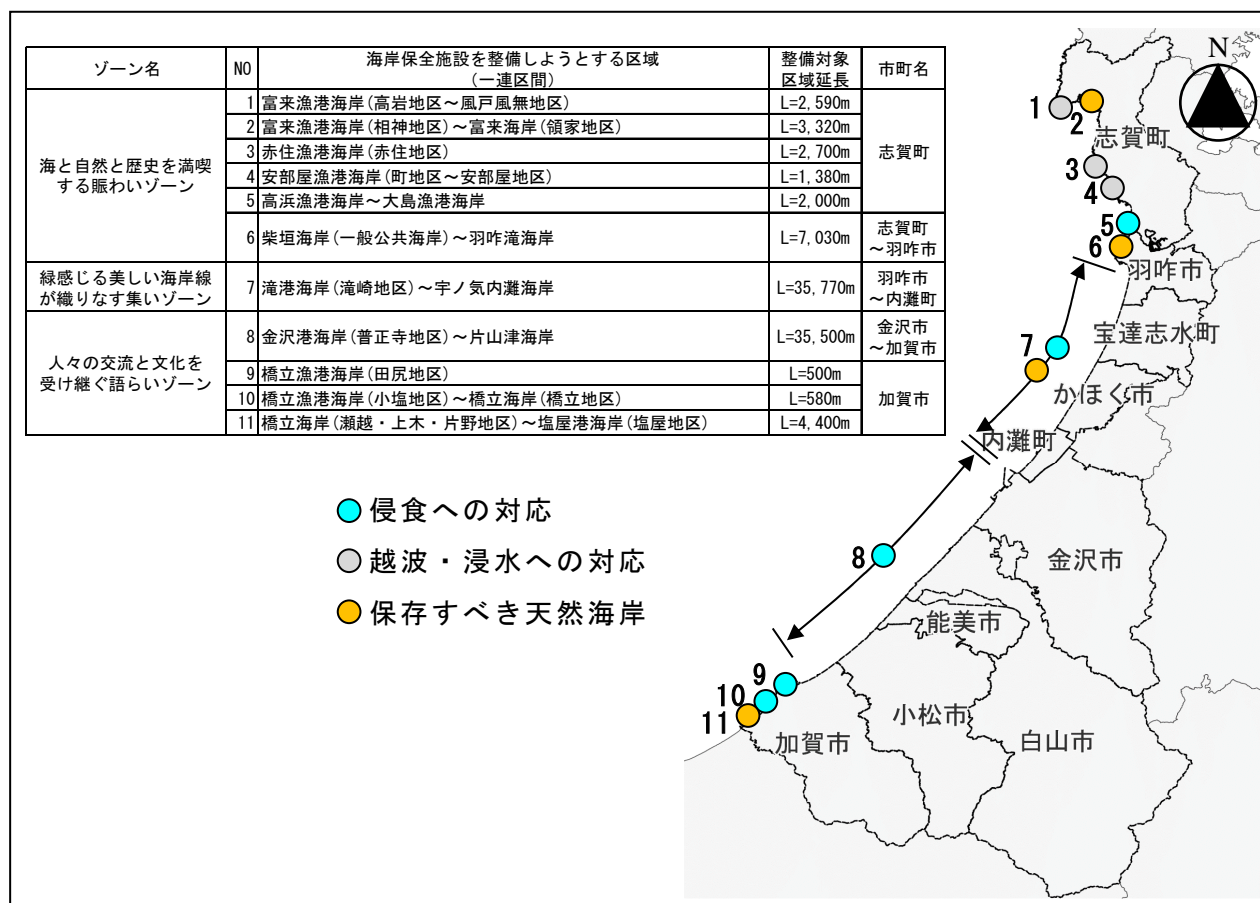 ゾーン名 NO 海岸保全施設を整備しようとする区域 (一連区間) 整備対象 区域延長 市町名
海と自然と歴史を満喫
する賑わいゾーン
1 富来漁港海岸(高岩地区～風戸風無地区) L=2,590m
2 富来漁港海岸(相神地区)～富来海岸(領家地区) L=3,320m
3 赤住漁港海岸(赤住地区) L=2,700m
4 安部屋漁港海岸(町地区～安部屋地区) L=1,380m
5 高浜漁港海岸～大島漁港海岸 L=2,000m
志賀町
6 柴垣海岸(一般公共海岸)～羽咋滝海岸 L=7,030m
志賀町
～羽咋市
緑感じる美しい海岸線
が織りなす集いゾーン
7 滝港海岸(滝崎地区)～宇ノ気内灘海岸 L=35,770m
羽咋市
～内灘町
人々の交流と文化を
受け継ぐ語らいゾーン
8 金沢港海岸(普正寺地区)～片山津海岸 L=35,500m
金沢市
～加賀市
9 橋立漁港海岸(田尻地区) L=500m
10 橋立漁港海岸(小塩地区)～橋立海岸(橋立地区) L=580m
11 橋立海岸(瀬越・上木・片野地区)～塩屋港海岸(塩屋地区) L=4,400m
加賀市
侵食への対応
越波・浸水への対応
保存すべき天然海岸
N
1
2
志賀町
3
4
5
6
羽咋市
宝達志水町
7
かほく市
内灘町
8
金沢市
能美市
9
10
11
小松市
加賀市
白山市